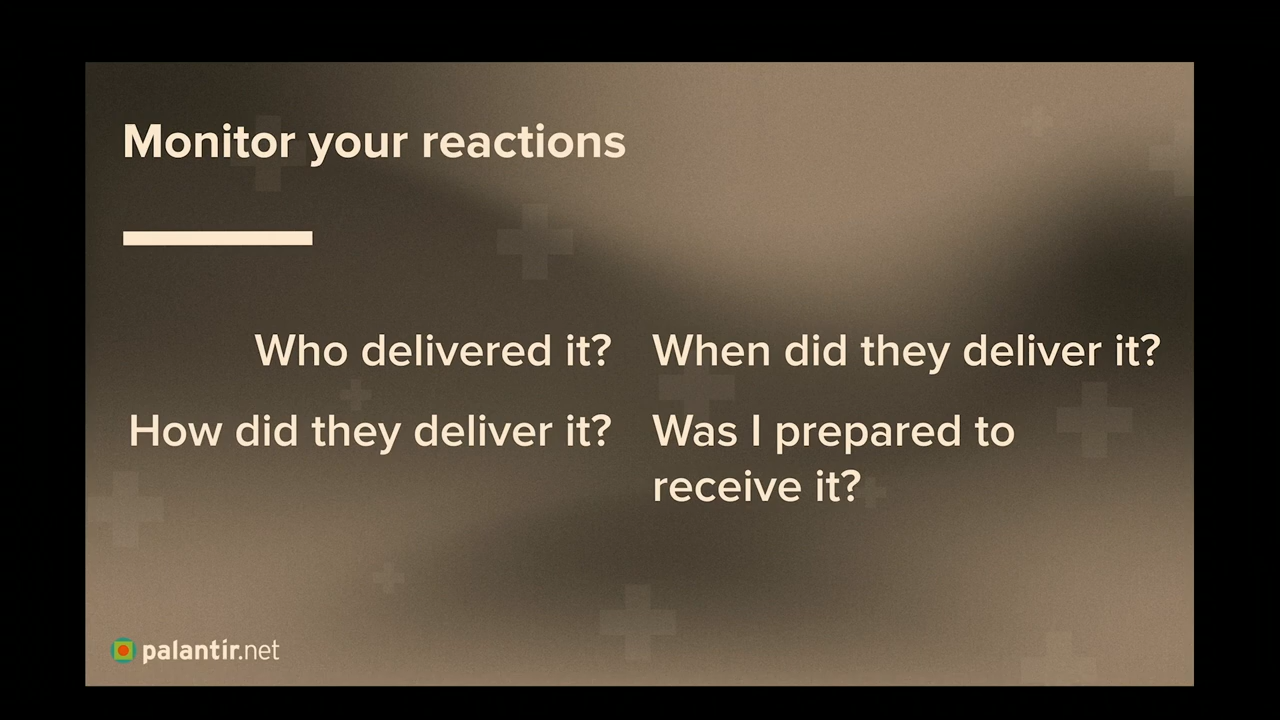 Monitor your reactions
Who delivered it?
How did they deliver it?
When did they deliver it?
Was I prepared to
receive it?
palantir.net